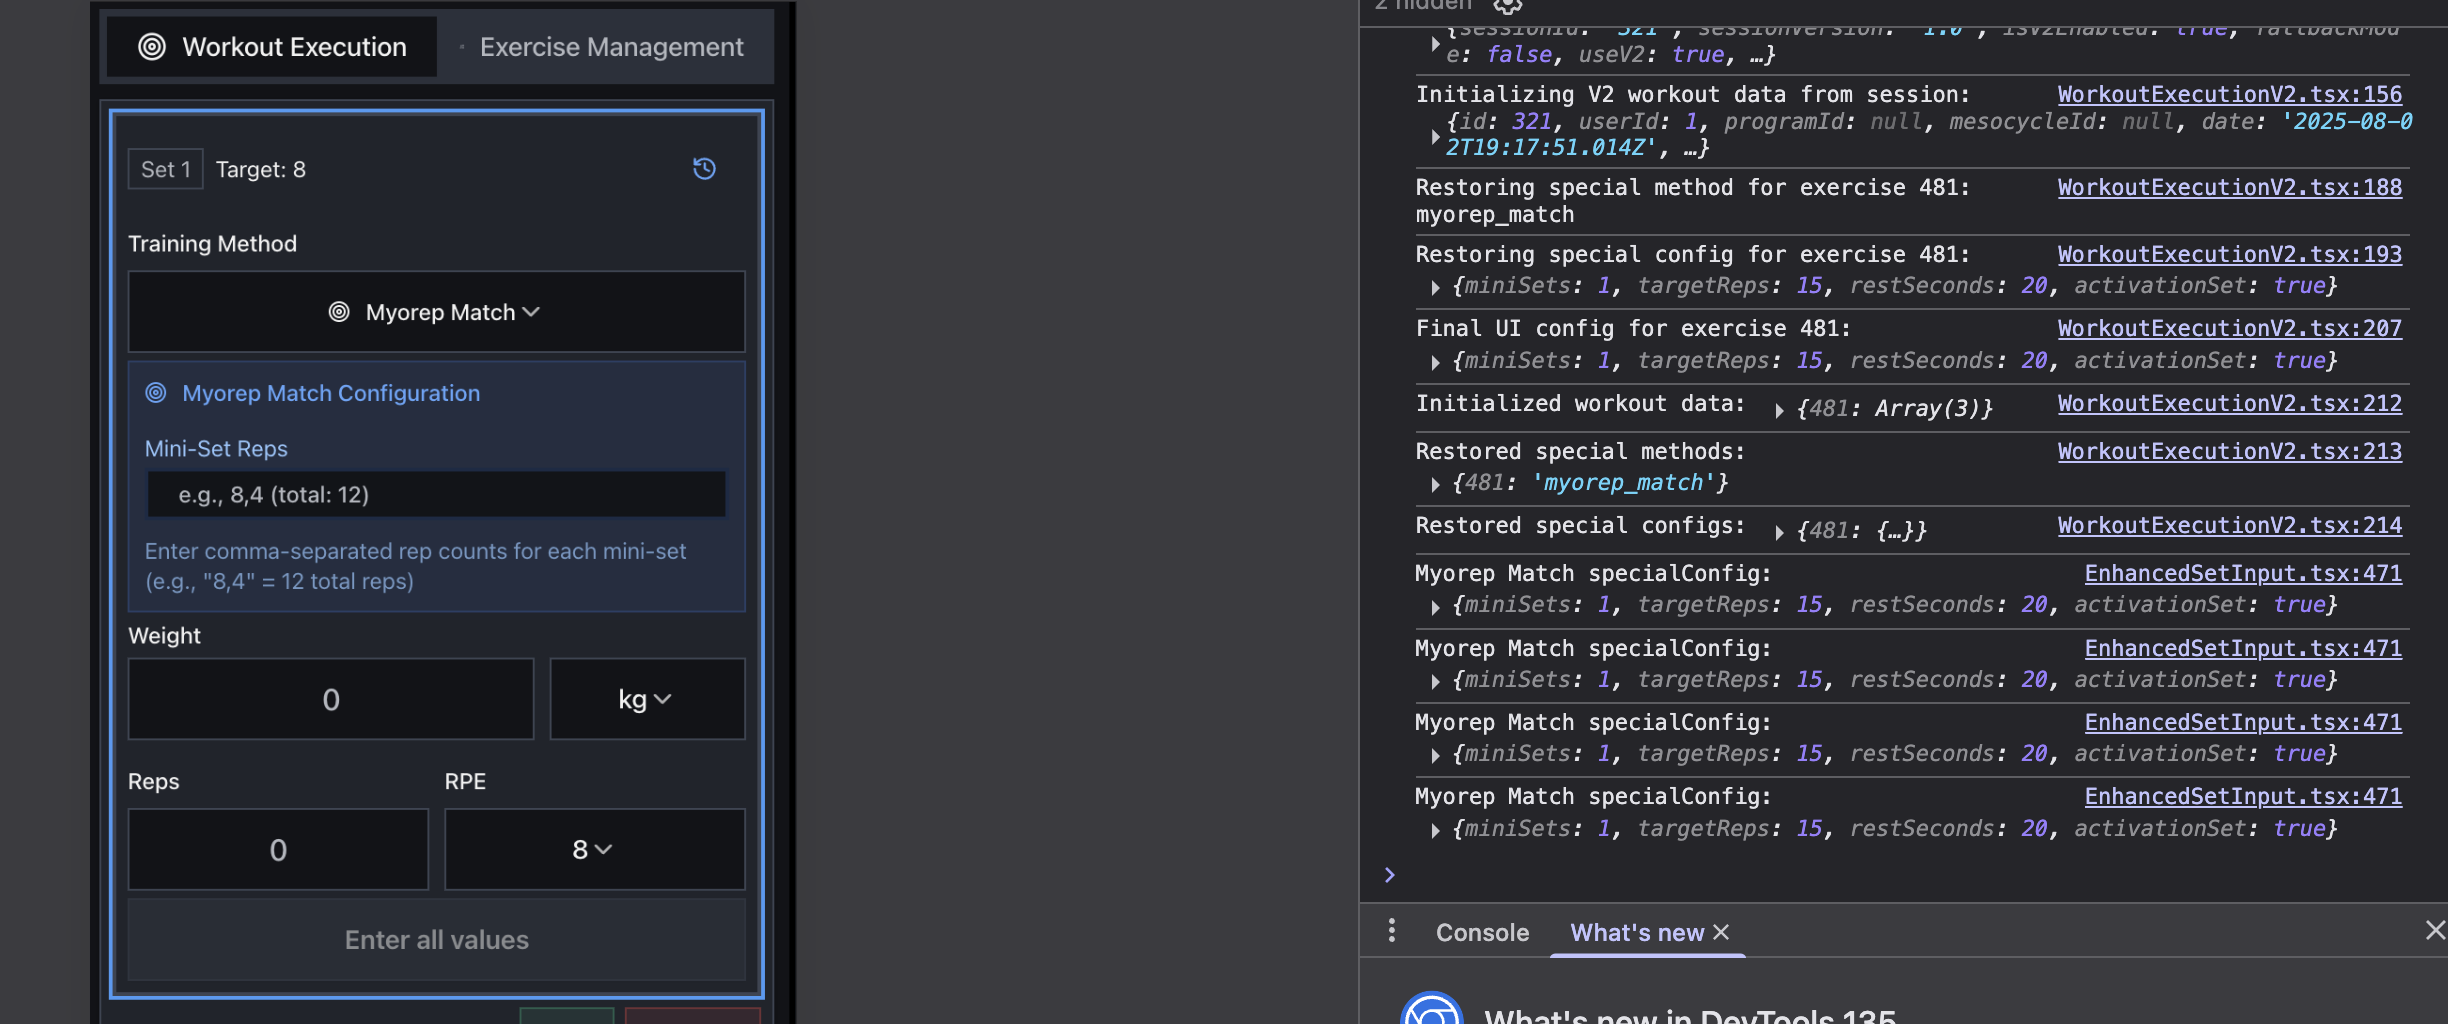 Workout Execution
Exercise Management
Set 1
Target: 8
Training Method
Myorep Match
Myorep Match Configuration
Mini-Set Reps
e.g., 8,4 (total: 12)
Enter comma-separated rep counts for each mini-set
(e.g., "8,4" = 12 total reps)
Weight
0
kg
Reps
RPE
0
8
Enter all values
2 hidden
{sessionId: '321', sessionVersion: '1.0', isV2Enabled: true, fallbackMod
e: false, useV2: true, …}
Initializing V2 workout data from session: WorkoutExecutionV2.tsx:156
{id: 321, userId: 1, programId: null, mesocycleId: null, date: '2025-08-0
2T19:17:51.014Z', …}
Restoring special method for exercise 481: WorkoutExecutionV2.tsx:188
myorep_match
Restoring special config for exercise 481: WorkoutExecutionV2.tsx:193
{miniSets: 1, targetReps: 15, restSeconds: 20, activationSet: true}
Final UI config for exercise 481: WorkoutExecutionV2.tsx:207
{miniSets: 1, targetReps: 15, restSeconds: 20, activationSet: true}
Initialized workout data: {481: Array(3)} WorkoutExecutionV2.tsx:212
Restored special methods: WorkoutExecutionV2.tsx:213
{481: 'myorep_match'}
Restored special configs: {481: {…}} WorkoutExecutionV2.tsx:214
Myorep Match specialConfig: EnhancedSetInput.tsx:471
{miniSets: 1, targetReps: 15, restSeconds: 20, activationSet: true}
Myorep Match specialConfig: EnhancedSetInput.tsx:471
{miniSets: 1, targetReps: 15, restSeconds: 20, activationSet: true}
Myorep Match specialConfig: EnhancedSetInput.tsx:471
{miniSets: 1, targetReps: 15, restSeconds: 20, activationSet: true}
Myorep Match specialConfig: EnhancedSetInput.tsx:471
{miniSets: 1, targetReps: 15, restSeconds: 20, activationSet: true}
Console
What's new
What's new in DevTools 135